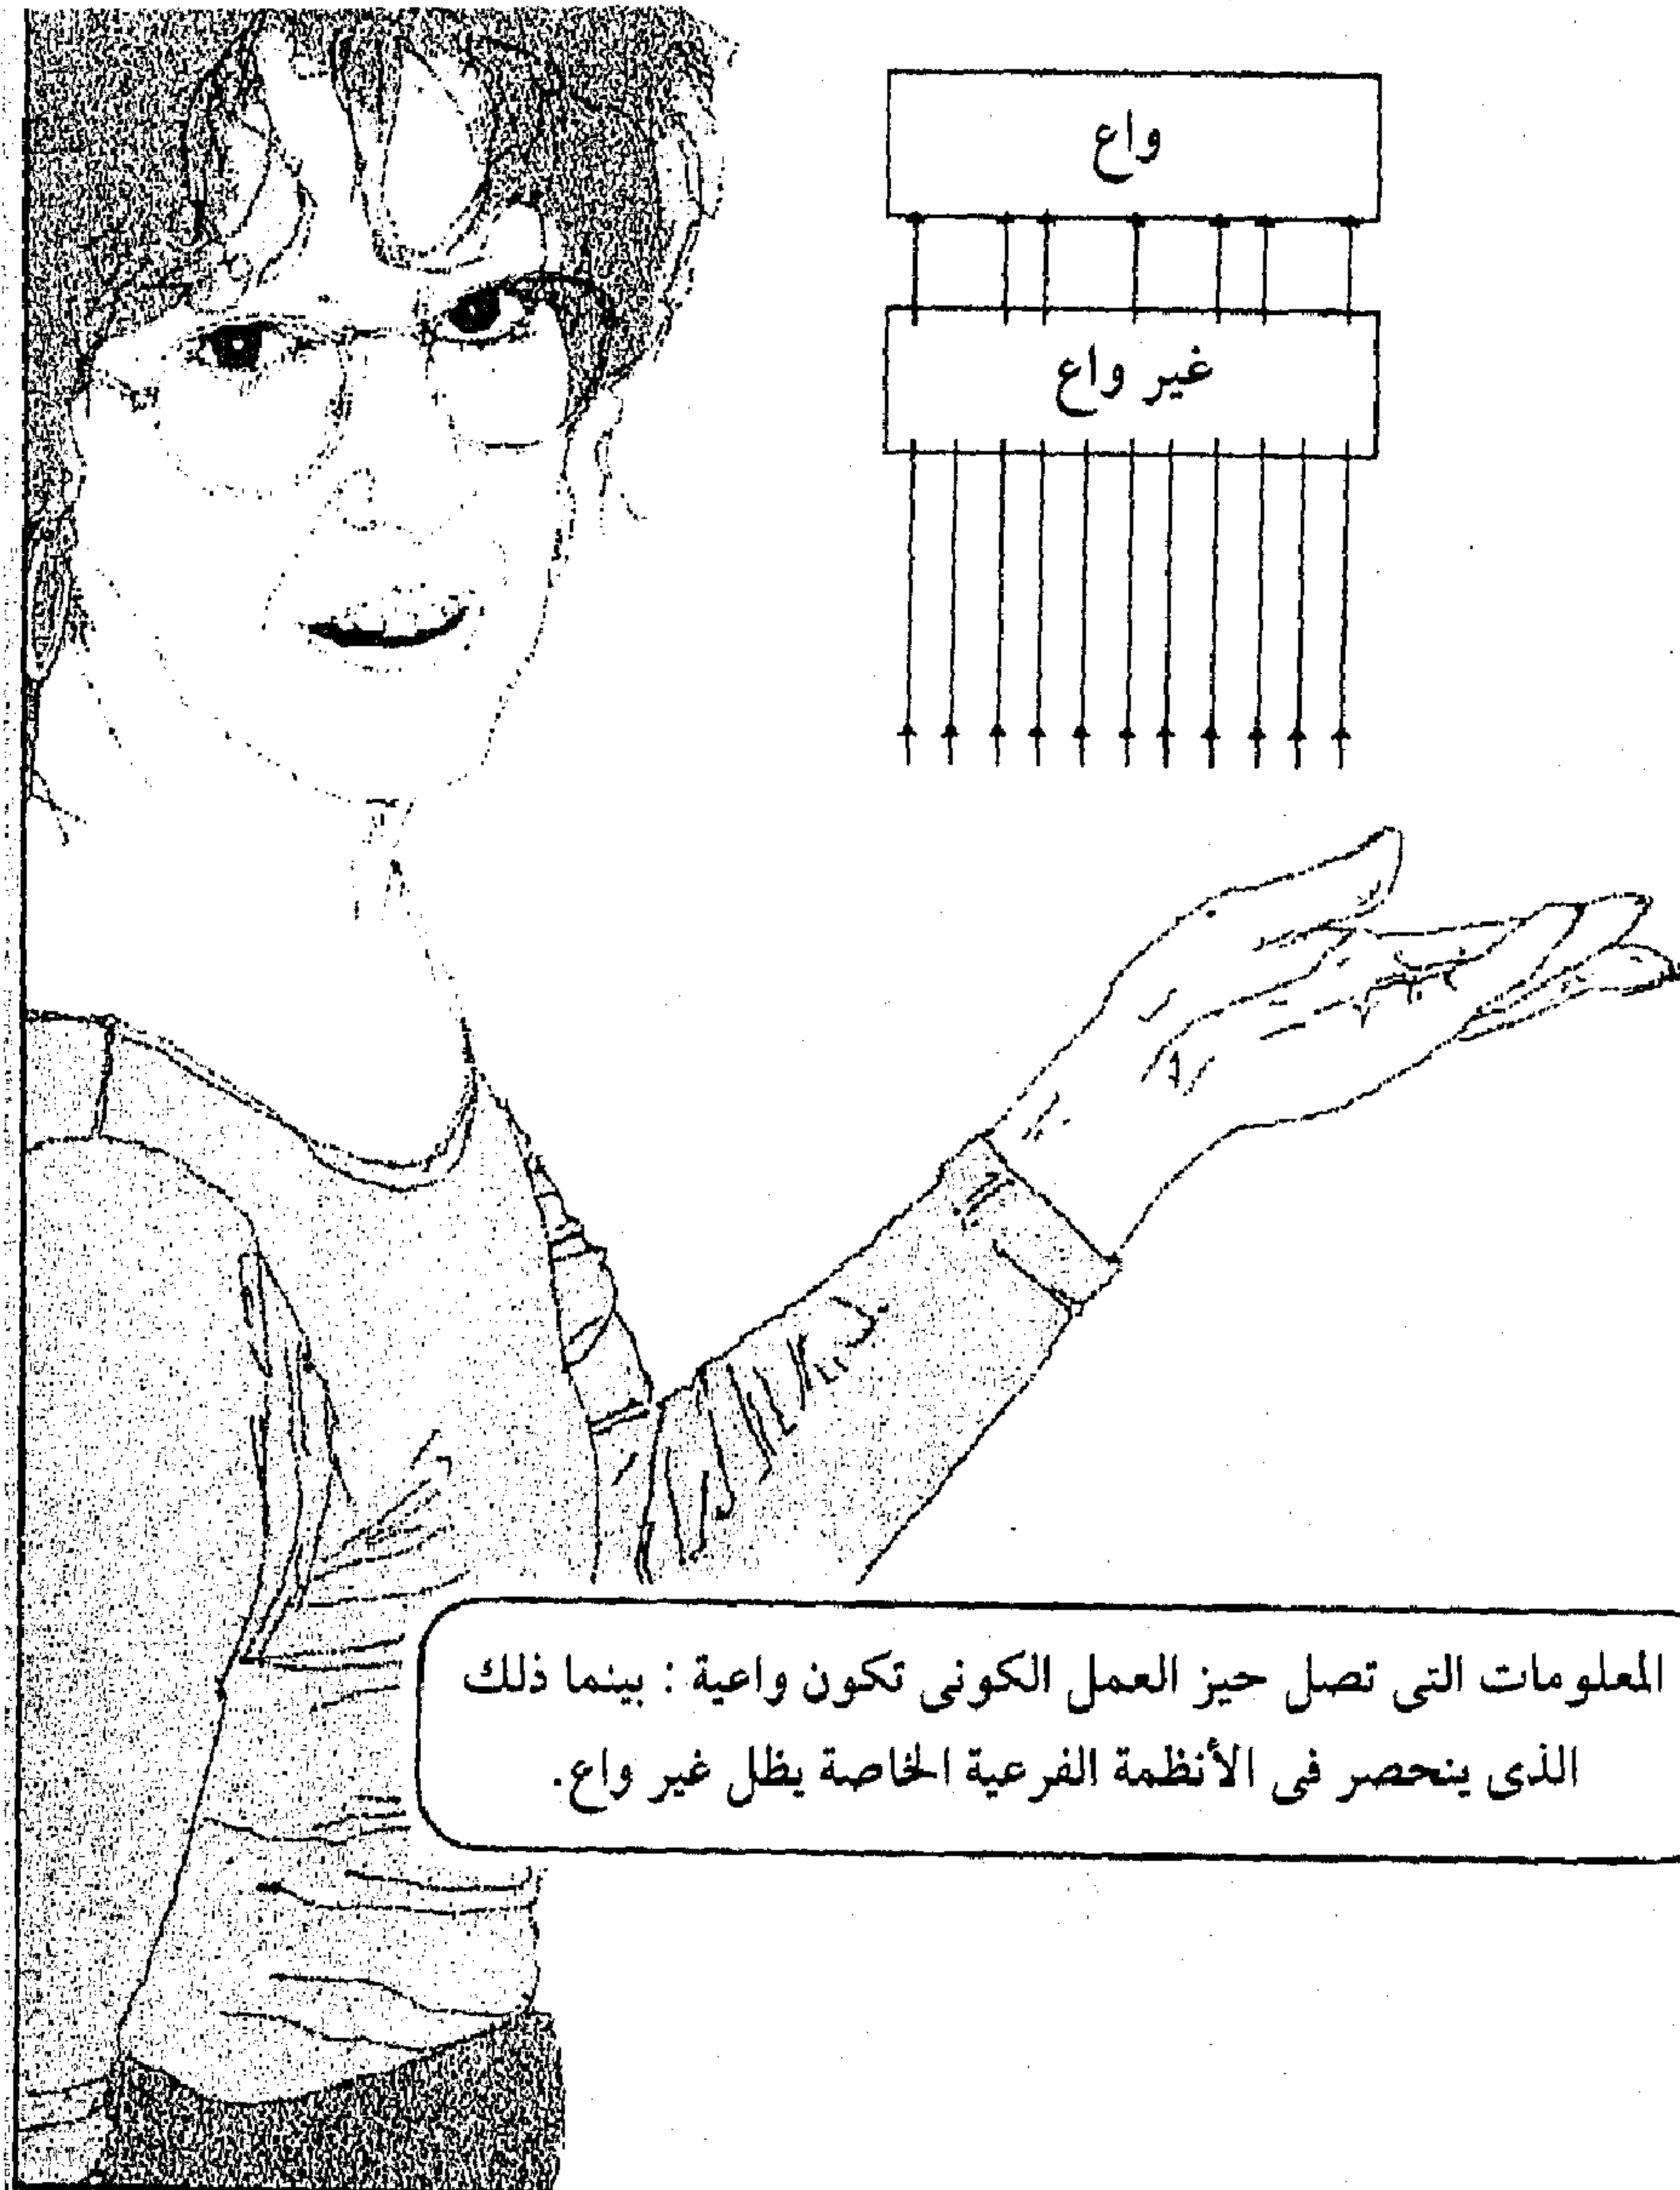 واع
غير واع
المعلومات التى تصل حيز العمل الكونى تكون واعية : بينما ذلك
الذى ينحصر فى الأنظمة الفرعية الخاصة يظل غير واع.